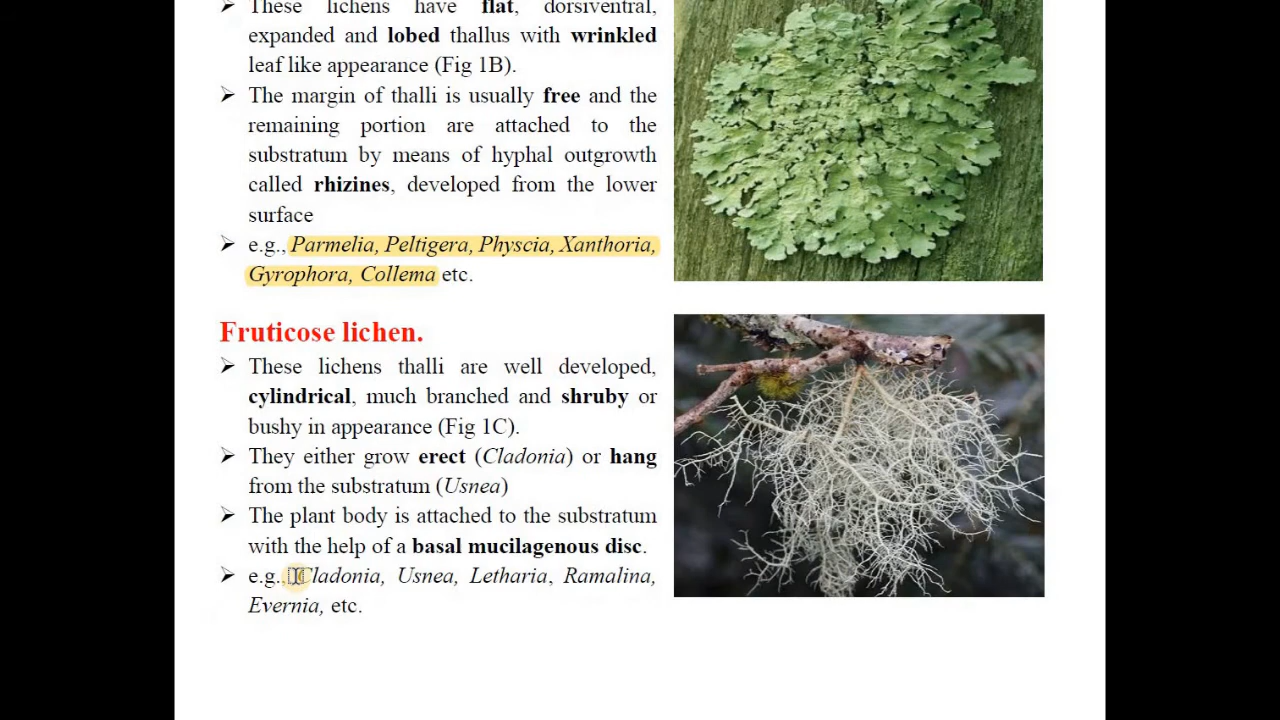 ➤ These lichens have flat, dorsiventral,
expanded and lobed thallus with wrinkled
leaf like appearance (Fig 1B).
➤ The margin of thalli is usually free and the
remaining portion are attached to the
substratum by means of hyphal outgrowth
called rhizines, developed from the lower
surface
➤ e.g., Parmelia, Peltigera, Physcia, Xanthoria,
Gyrophora, Collema etc.
Fruticose lichen.
➤ These lichens thalli are well developed,
cylindrical, much branched and shruby or
bushy in appearance (Fig 1C).
➤ They either grow erect (Cladonia) or hang
from the substratum (Usnea)
➤ The plant body is attached to the substratum
with the help of a basal mucilagenous disc.
➤ e.g., Cladonia, Usnea, Letharia, Ramalina,
Evernia, etc.